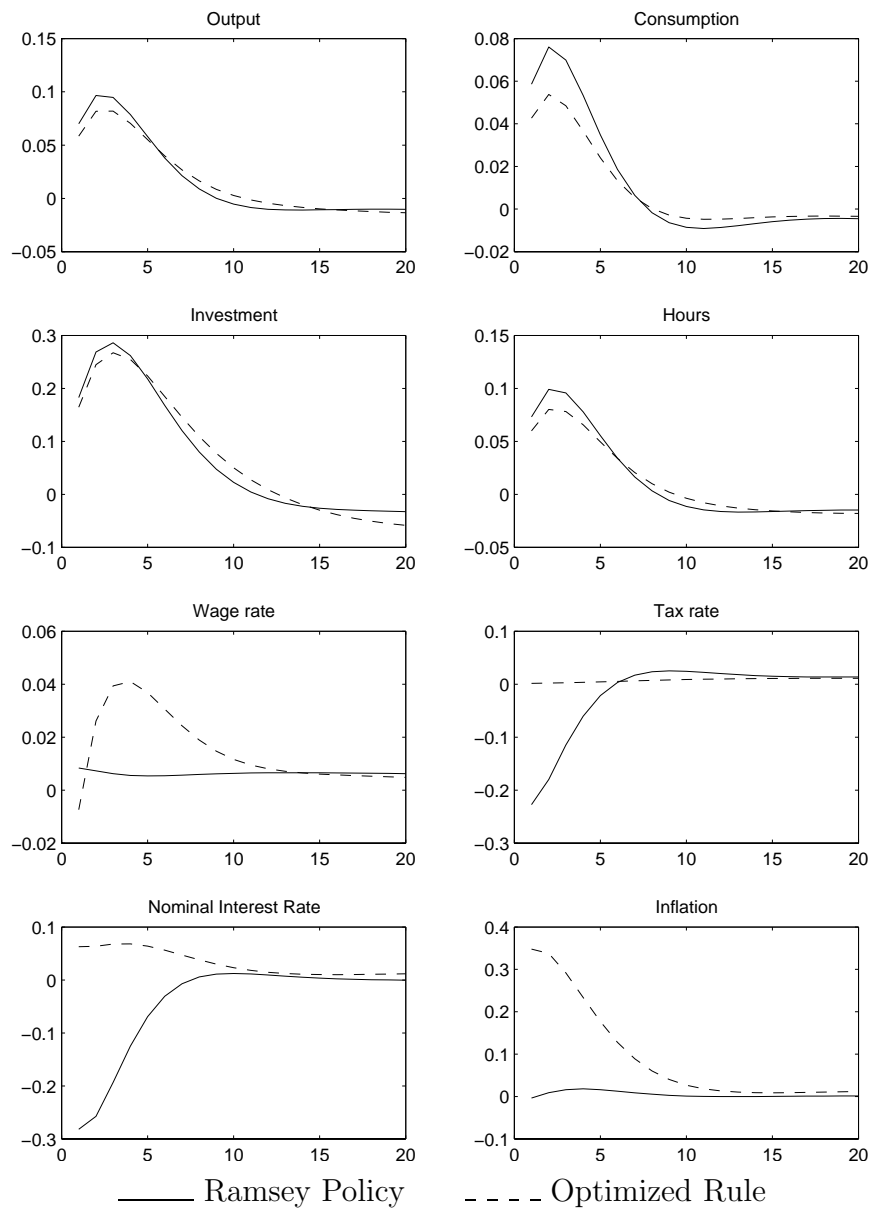 Output
0.15
0.1
0.05
0
−0.05
0 5 10 15 20
Consumption
0.08
0.06
0.04
0.02
0
−0.02
0 5 10 15 20
Investment
0.3
0.2
0.1
0
−0.1
0 5 10 15 20
Hours
0.15
0.1
0.05
0
−0.05
0 5 10 15 20
Wage rate
0.06
0.04
0.02
0
−0.02
0 5 10 15 20
Tax rate
0.1
0
−0.1
−0.2
−0.3
0 5 10 15 20
Nominal Interest Rate
0.1
0
−0.1
−0.2
−0.3
0 5 10 15 20
Inflation
0.4
0.3
0.2
0.1
0
−0.1
0 5 10 15 20
Ramsey Policy Optimized Rule